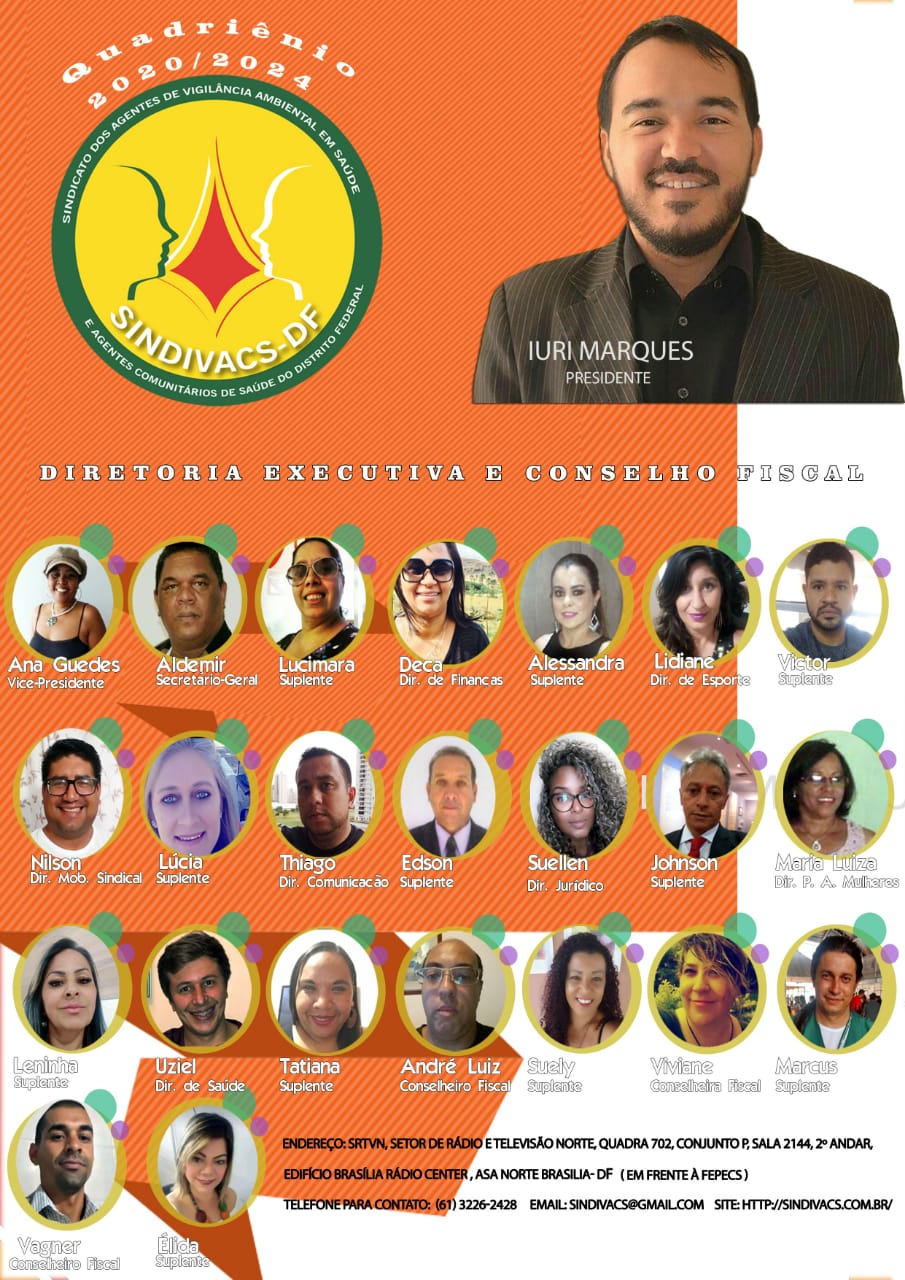 Quadriênio
2020/2024
SINDICATO DOS AGENTES DE VIGILÂNCIA AMBIENTAL EM SAÚDE
SINDIVACS-DF
E AGENTES COMUNITÁRIOS DE SAÚDE DO DISTRITO FEDERAL
IURI MARQUES
PRESIDENTE
DIRETORIA EXECUTIVA E CONSELHO FISCAL
Ana Guedes
Vice-Presidente
Aldemir
Secretário-Geral
Lucimara
Suplente
Deca
Dir. de Finanças
Alessandra
Suplente
Lidiane
Dir. de Esporte
Victor
Suplente
Nilson
Dir. Mob. Sindical
Lúcia
Suplente
Thiago
Dir. Comunicacão
Edson
Suplente
Suellen
Dir. Jurídico
Johnson
Suplente
Maria Luiza
Dir. P. A. Mulheres
Leninha
Suplente
Uziel
Dir. de Saúde
Tatiana
Suplente
André Luiz
Conselheiro Fiscal
Suely
Suplente
Viviane
Conselheira Fiscal
Marcus
Suplente
Vagner
Conselheiro Fiscal
Élida
Suplente
ENDEREÇO: SRTVN, SETOR DE RÁDIO E TELEVISÃO NORTE, QUADRA 702, CONJUNTO P, SALA 2144, 2º ANDAR,
EDIFÍCIO BRASÍLIA RÁDIO CENTER , ASA NORTE BRASILIA- DF ( EM FRENTE À FEPECS )
TELEFONE PARA CONTATO: (61) 3226-2428 EMAIL: SINDIVACS@GMAIL.COM SITE: HTTP://SINDIVACS.COM.BR/